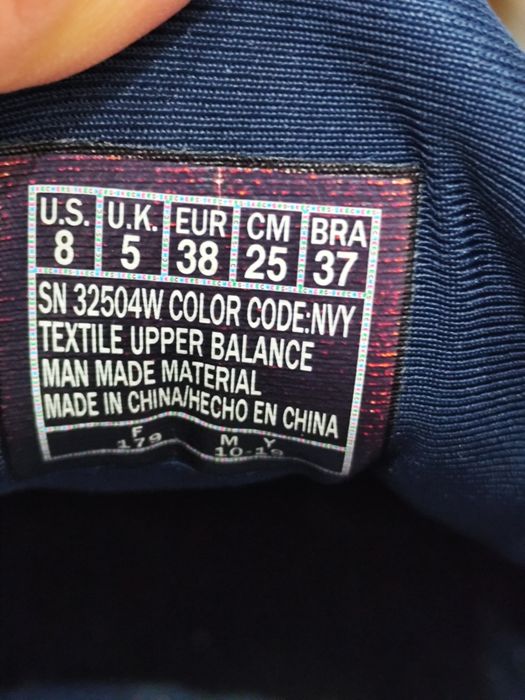 U.S. U.K. EUR CM BRA
8 5 38 25 37
SN 32504W COLOR CODE:NVY
TEXTILE UPPER BALANCE
MAN MADE MATERIAL
MADE IN CHINA/HECHO EN CHINA
F M Y
179 10-19